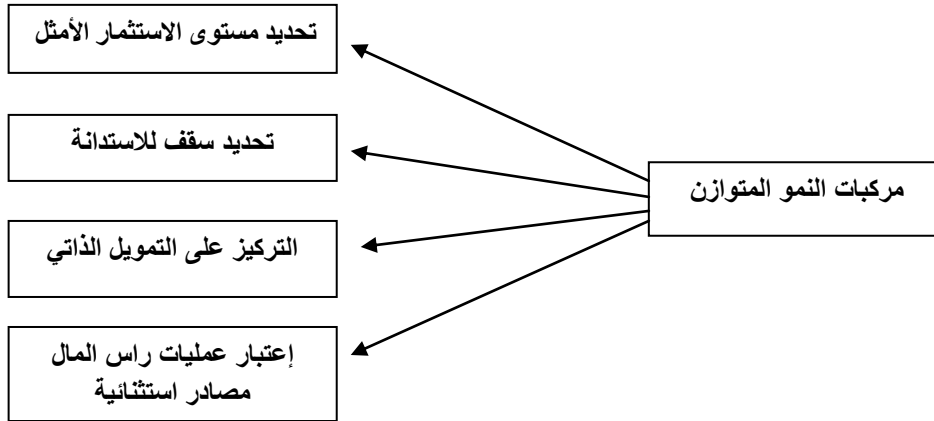 مركبات النمو المتوازن
تحديد مستوى الاستثمار الأمثل
تحديد سقف للاستدانة
التركيز على التمويل الذاتي
إعتبار عمليات راس المال
مصادر استثنائية